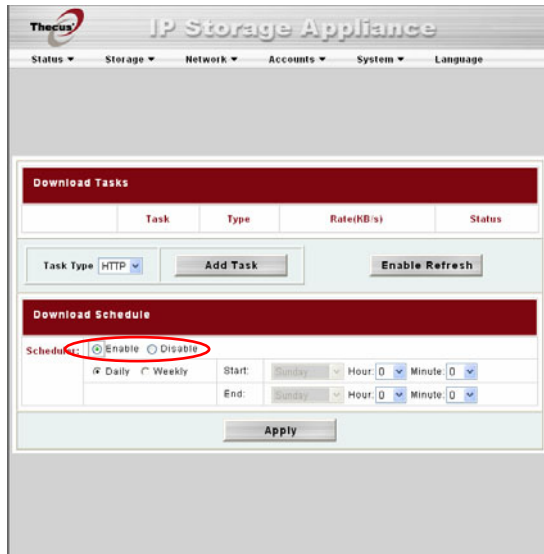 Thecus
IP Storage Appliance
Status Storage Network Accounts System Language
Download Tasks
Task Type Rate(KB/s) Status
Task Type HTTP Add Task Enable Refresh
Download Schedule
Scheduler: Enable Disable
Daily Weekly Start: Sunday Hour: 0 Minute: 0
End: Sunday Hour: 0 Minute: 0
Apply